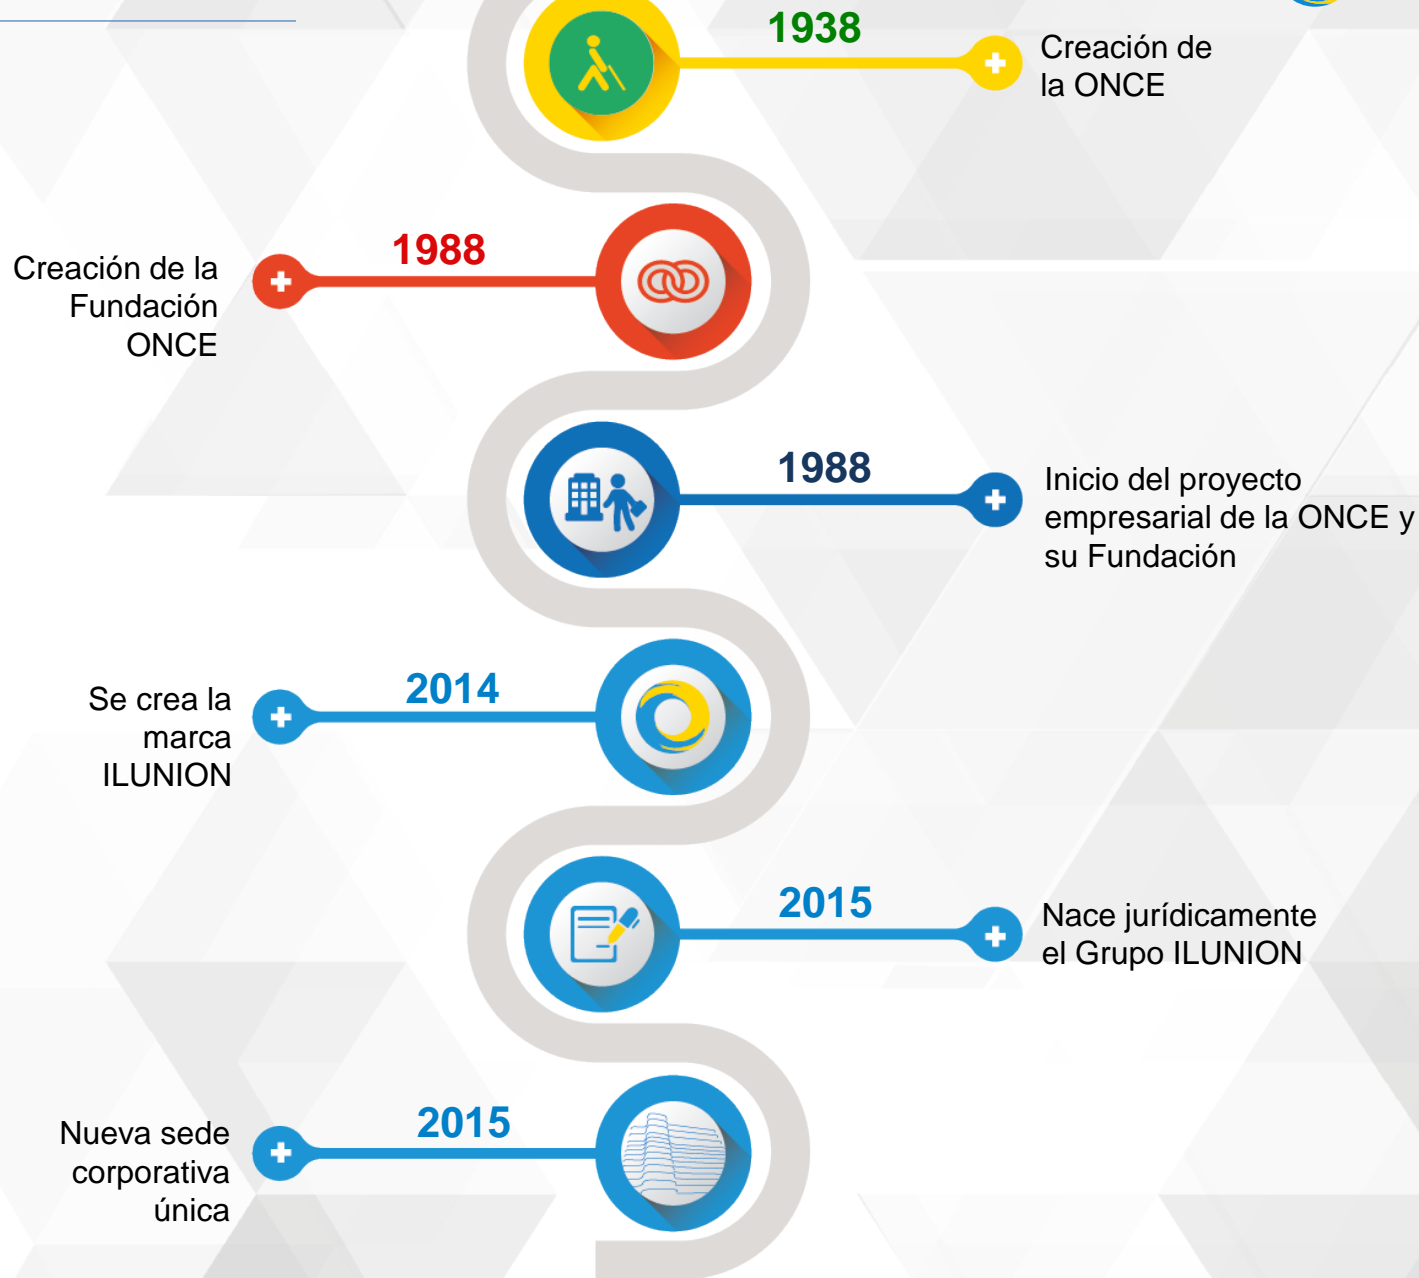 1938
Creación de
la ONCE
1988
Creación de la
Fundación
ONCE
1988
Inicio del proyecto
empresarial de la ONCE y
su Fundación
2014
Se crea la
marca
ILUNION
2015
Nace jurídicamente
el Grupo ILUNION
2015
Nueva sede
corporativa
única